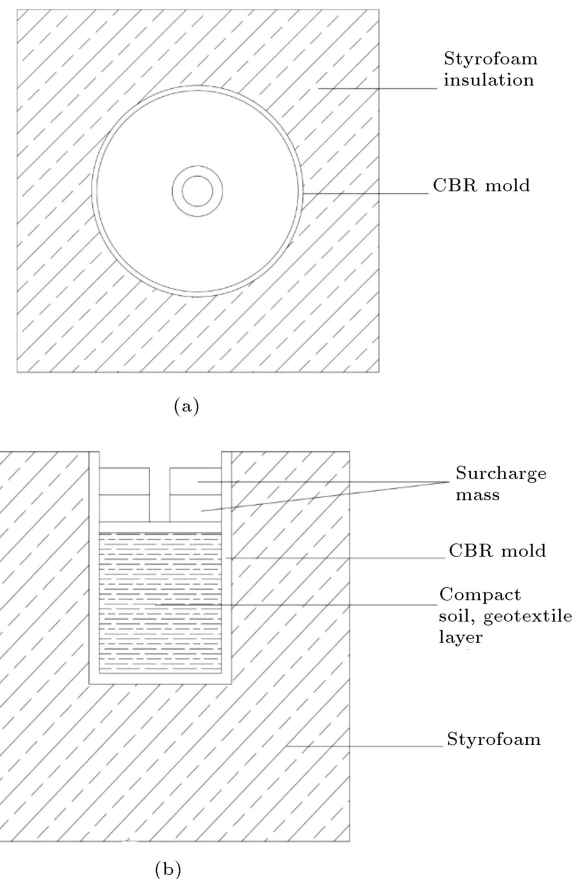 Styrofoam
insulation
CBR mold
(a)
Surcharge
mass
CBR mold
Compact
soil, geotextile
layer
Styrofoam
(b)